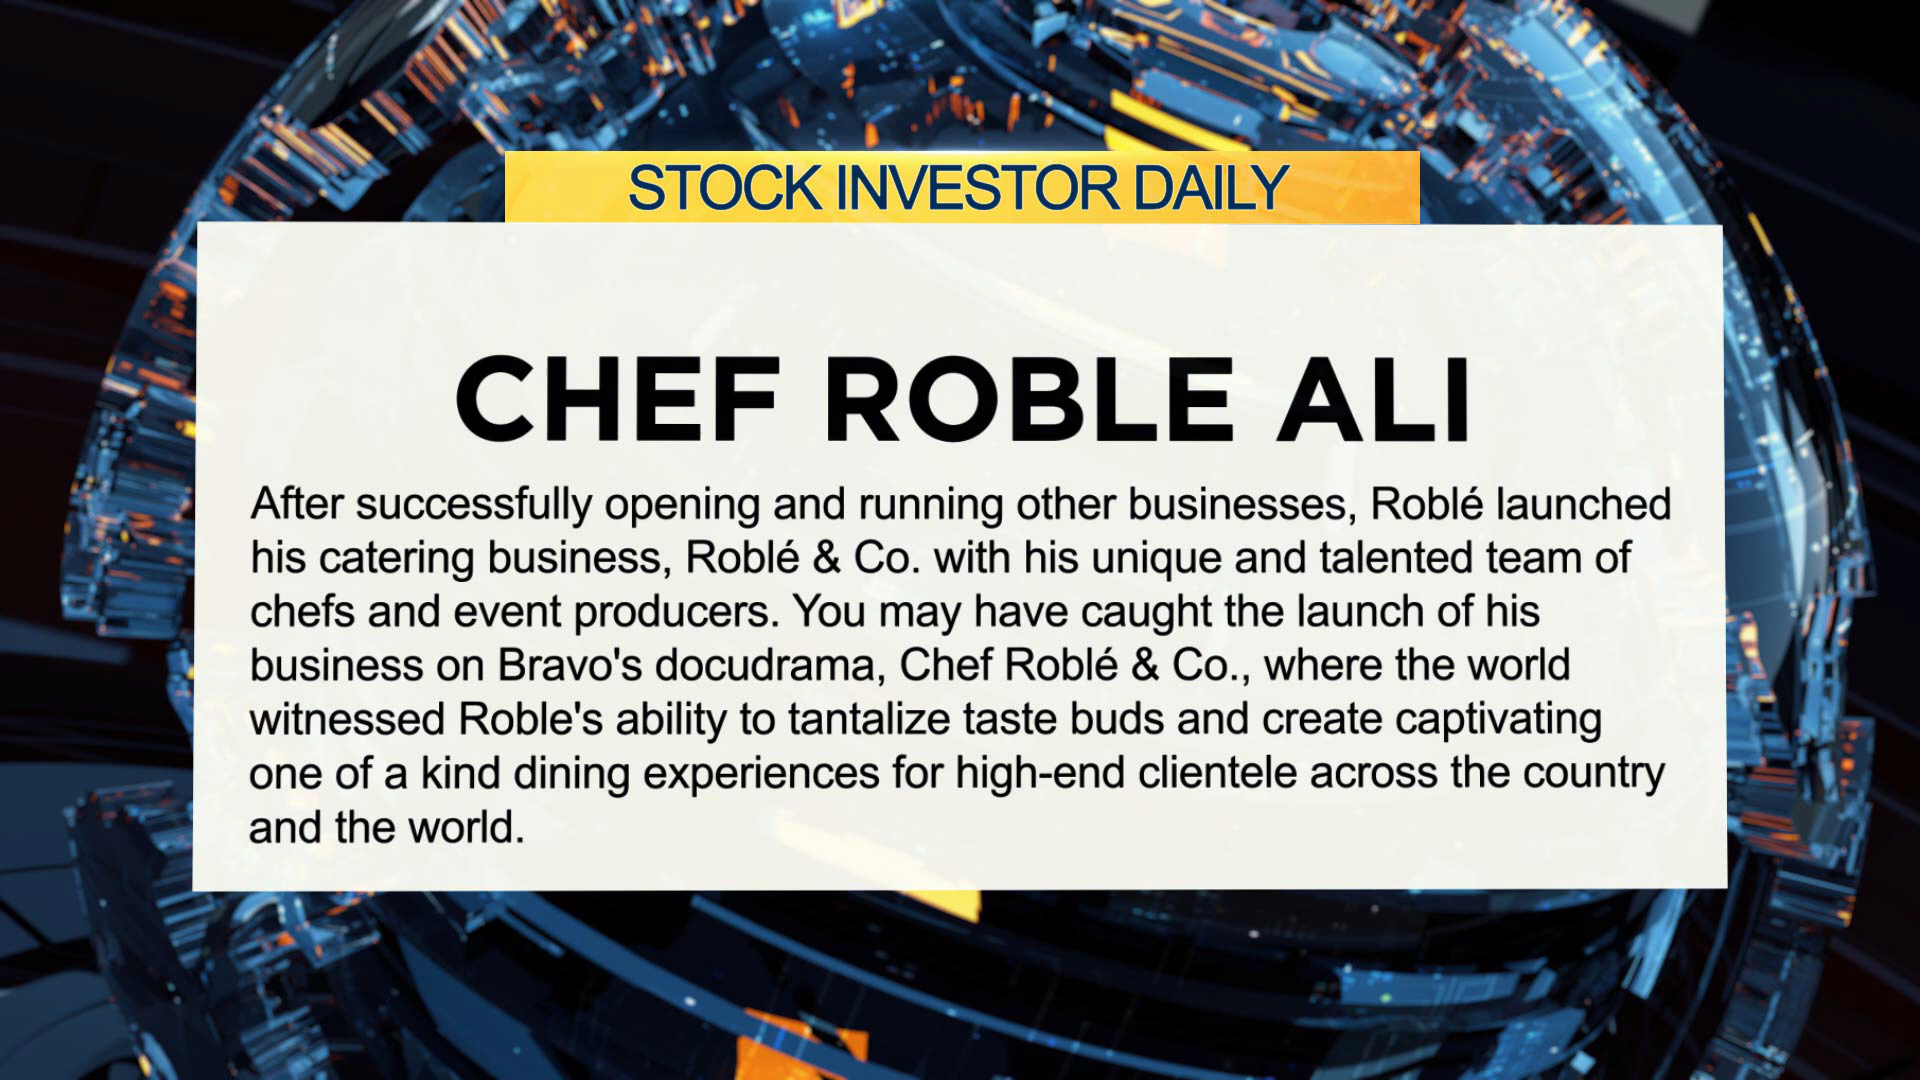 STOCK INVESTOR DAILY
CHEF ROBLE ALI
After successfully opening and running other businesses, Roblé launched
his catering business, Roblé & Co. with his unique and talented team of
chefs and event producers. You may have caught the launch of his
business on Bravo's docudrama, Chef Roblé & Co., where the world
witnessed Roble's ability to tantalize taste buds and create captivating
one of a kind dining experiences for high-end clientele across the country
and the world.